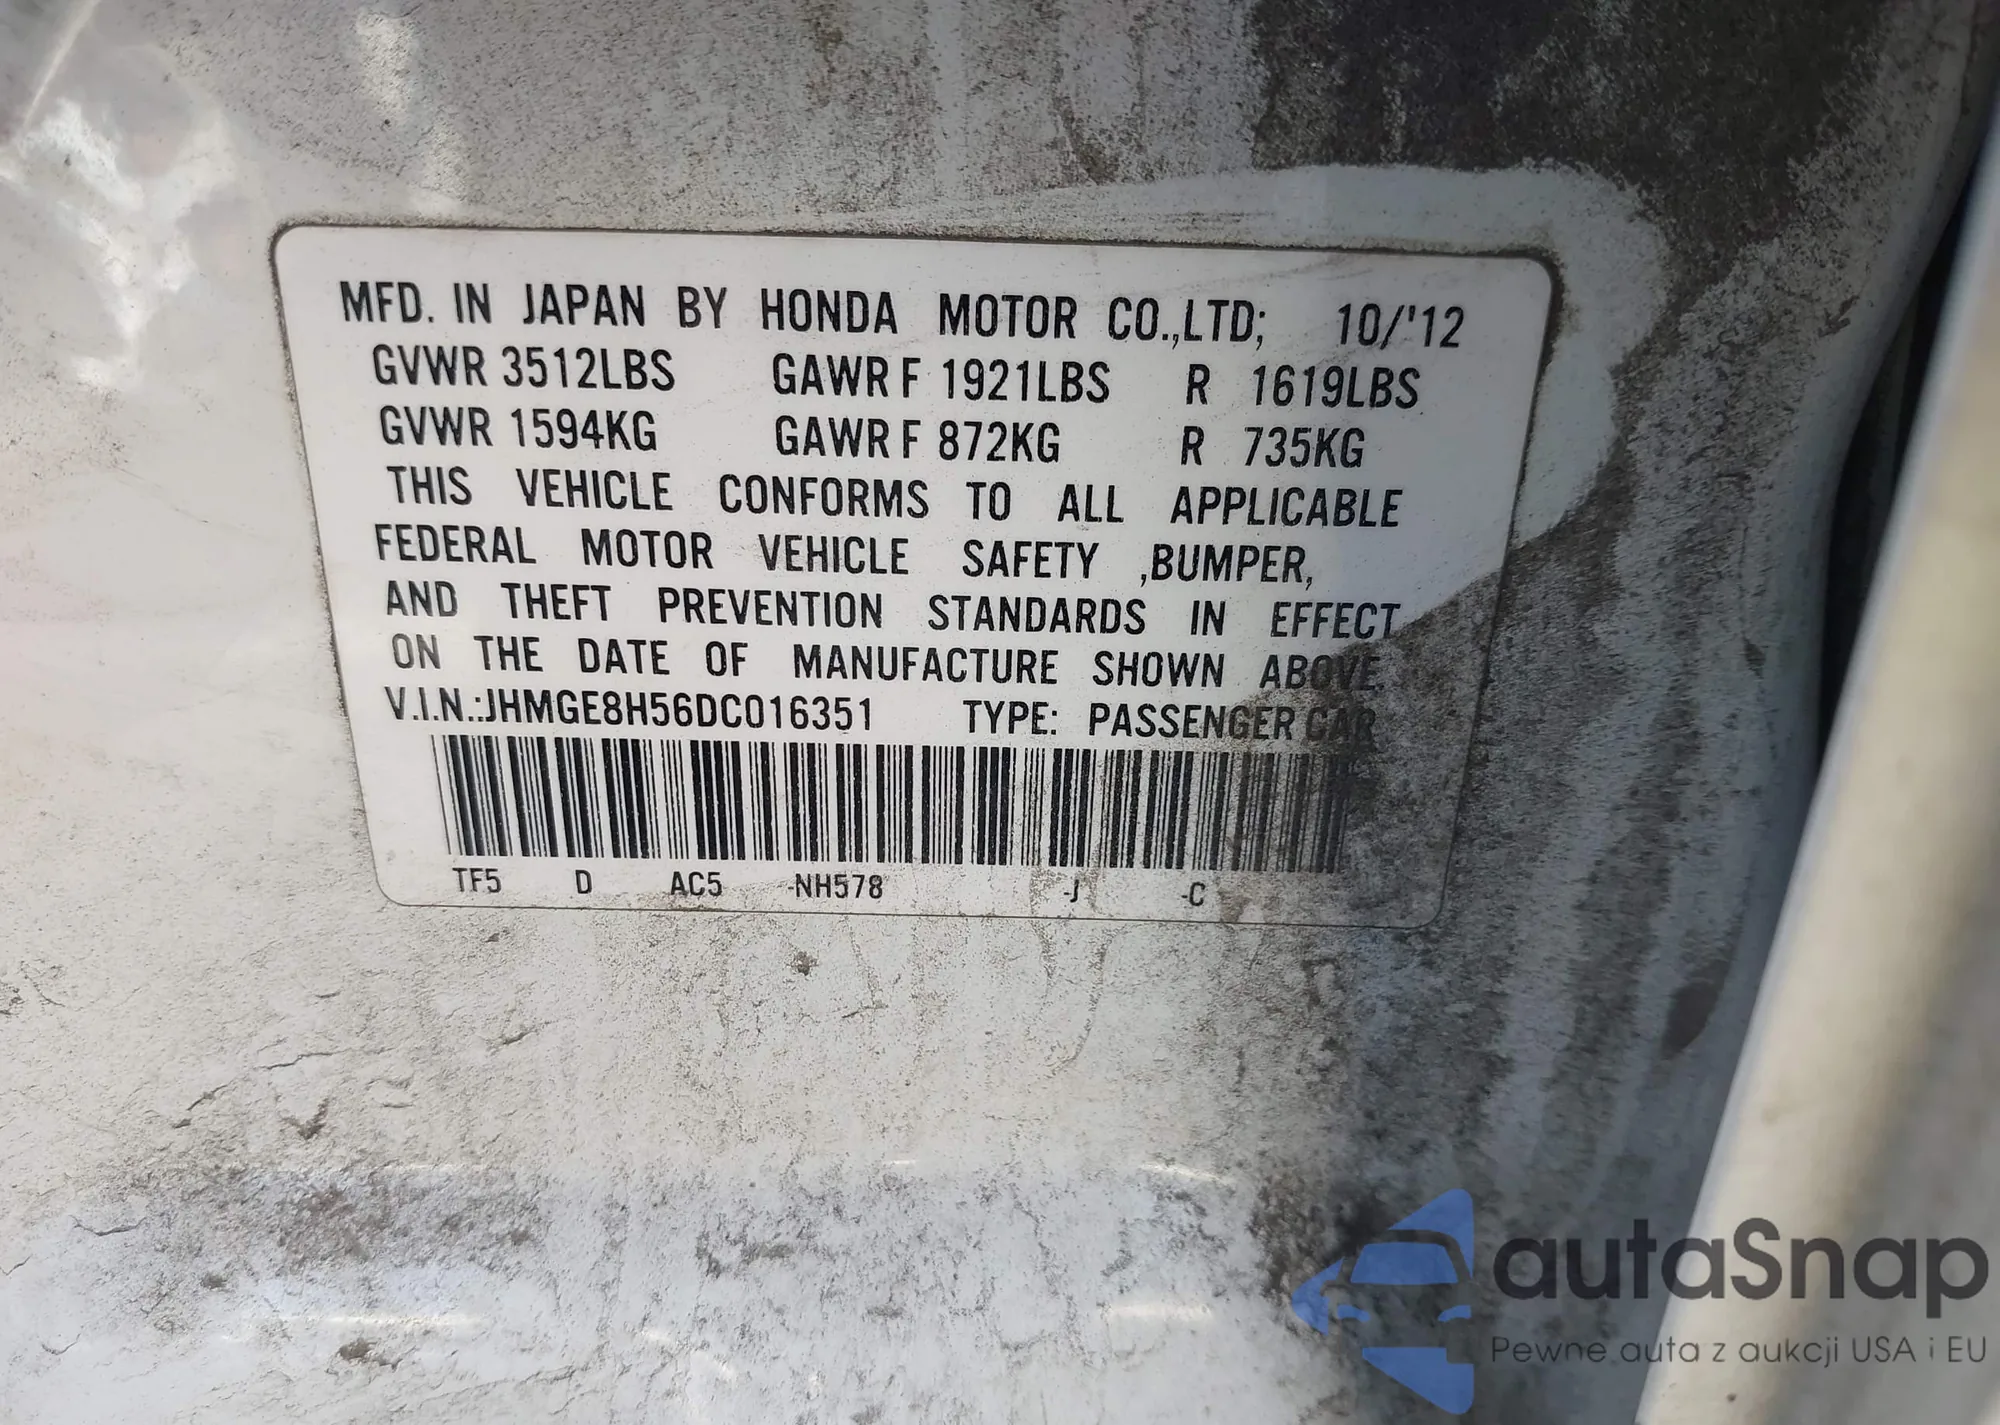 MFD. IN JAPAN BY HONDA MOTOR CO.,LTD; 10/'12
GVWR 3512LBS GAWR F 1921LBS R 1619LBS
GVWR 1594KG GAWR F 872KG R 735KG
THIS VEHICLE CONFORMS TO ALL APPLICABLE
FEDERAL MOTOR VEHICLE SAFETY ,BUMPER,
AND THEFT PREVENTION STANDARDS IN EFFECT
ON THE DATE OF MANUFACTURE SHOWN ABOVE.
V.I.N.:JHMGE8H56DC016351 TYPE: PASSENGER CAR
TF5 D AC5 -NH578 -J -C
autaSnap
Pewne auta z aukcji USA i EU